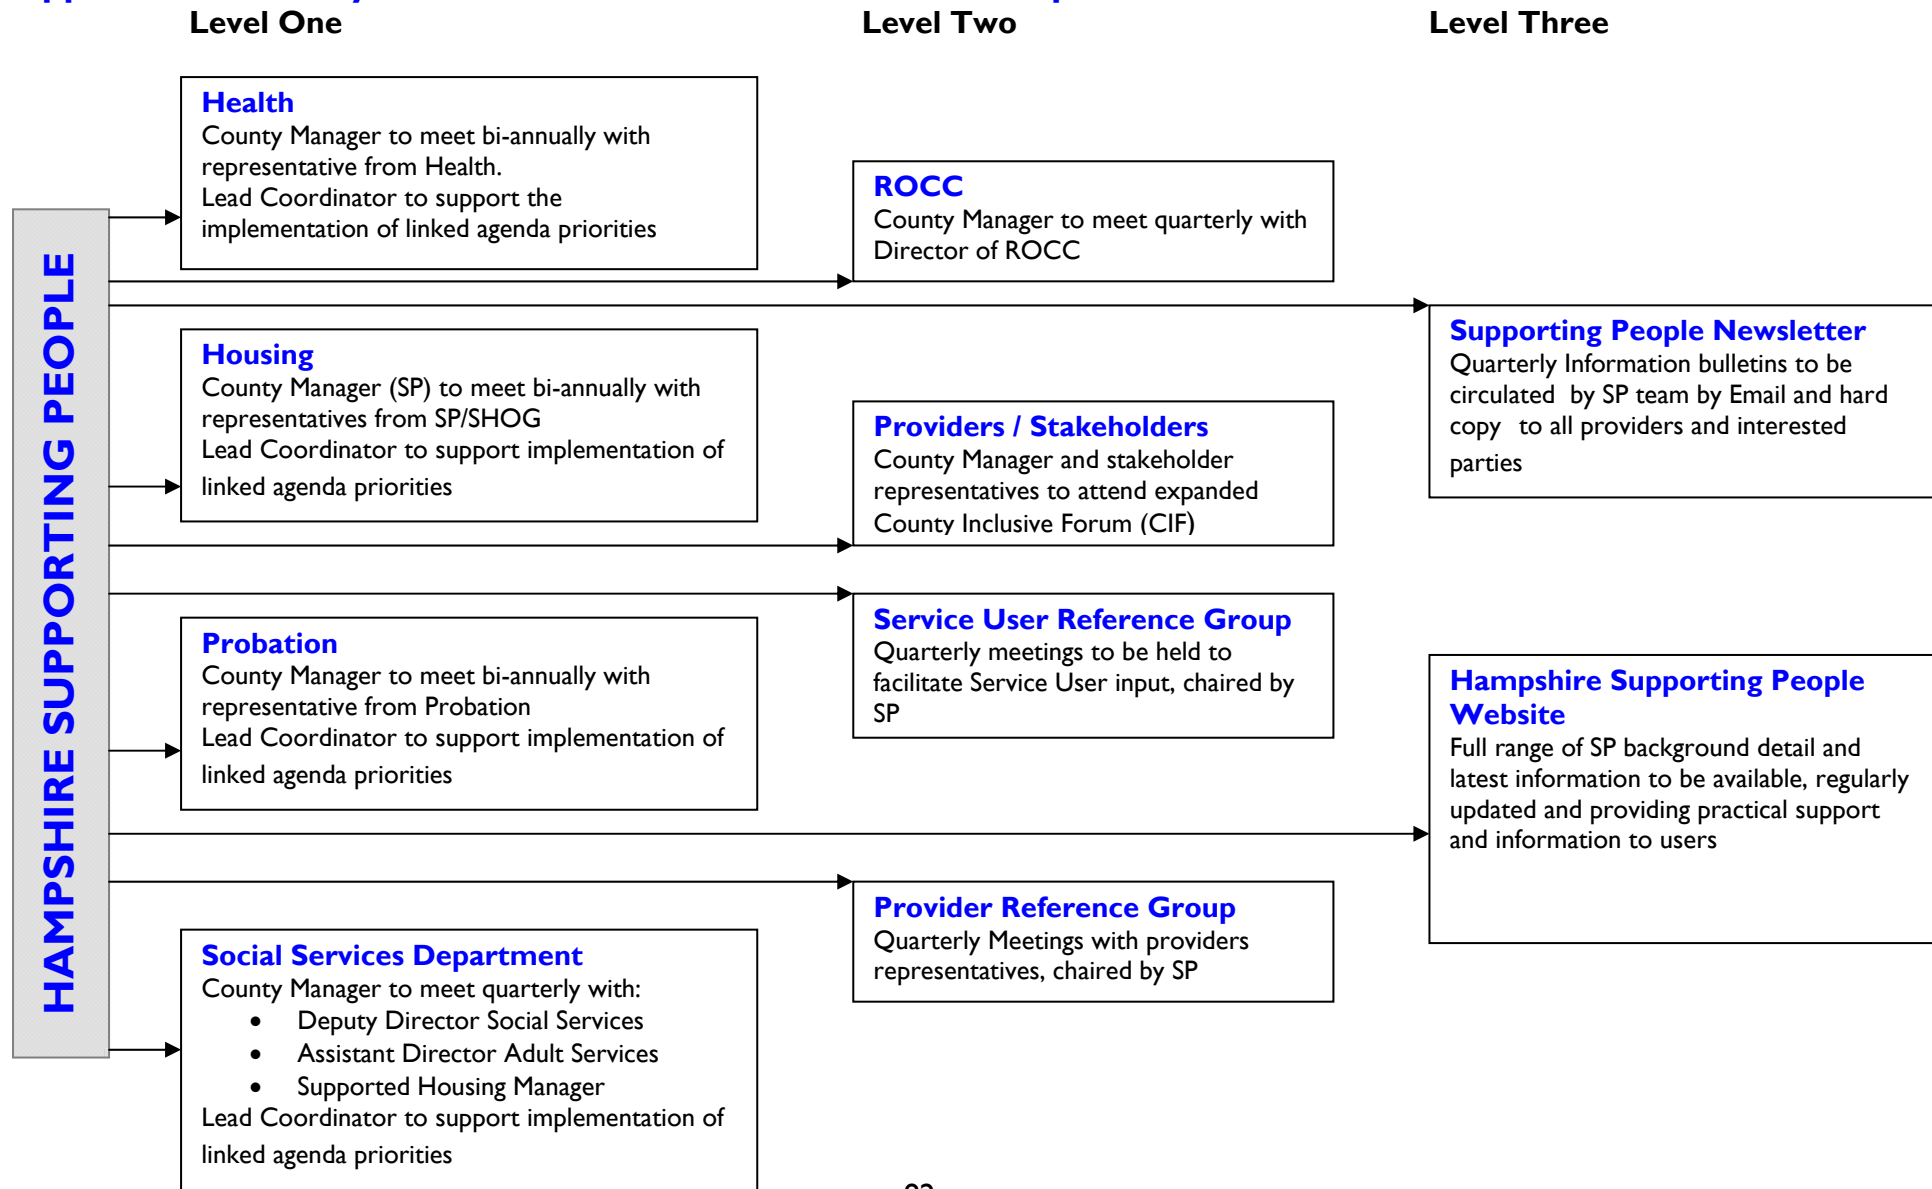 Level One
Level Two
Level Three
HAMPSHIRE SUPPORTING PEOPLE
Health
County Manager to meet bi-annually with
representative from Health.
Lead Coordinator to support the
implementation of linked agenda priorities
Housing
County Manager (SP) to meet bi-annually with
representatives from SP/SHOG
Lead Coordinator to support implementation of
linked agenda priorities
Probation
County Manager to meet bi-annually with
representative from Probation
Lead Coordinator to support implementation of
linked agenda priorities
Social Services Department
County Manager to meet quarterly with:
• Deputy Director Social Services
• Assistant Director Adult Services
• Supported Housing Manager
Lead Coordinator to support implementation of
linked agenda priorities
ROCC
County Manager to meet quarterly with
Director of ROCC
Providers / Stakeholders
County Manager and stakeholder
representatives to attend expanded
County Inclusive Forum (CIF)
Service User Reference Group
Quarterly meetings to be held to
facilitate Service User input, chaired by
SP
Provider Reference Group
Quarterly Meetings with providers
representatives, chaired by SP
Supporting People Newsletter
Quarterly Information bulletins to be
circulated by SP team by Email and hard
copy to all providers and interested
parties
Hampshire Supporting People
Website
Full range of SP background detail and
latest information to be available, regularly
updated and providing practical support
and information to users